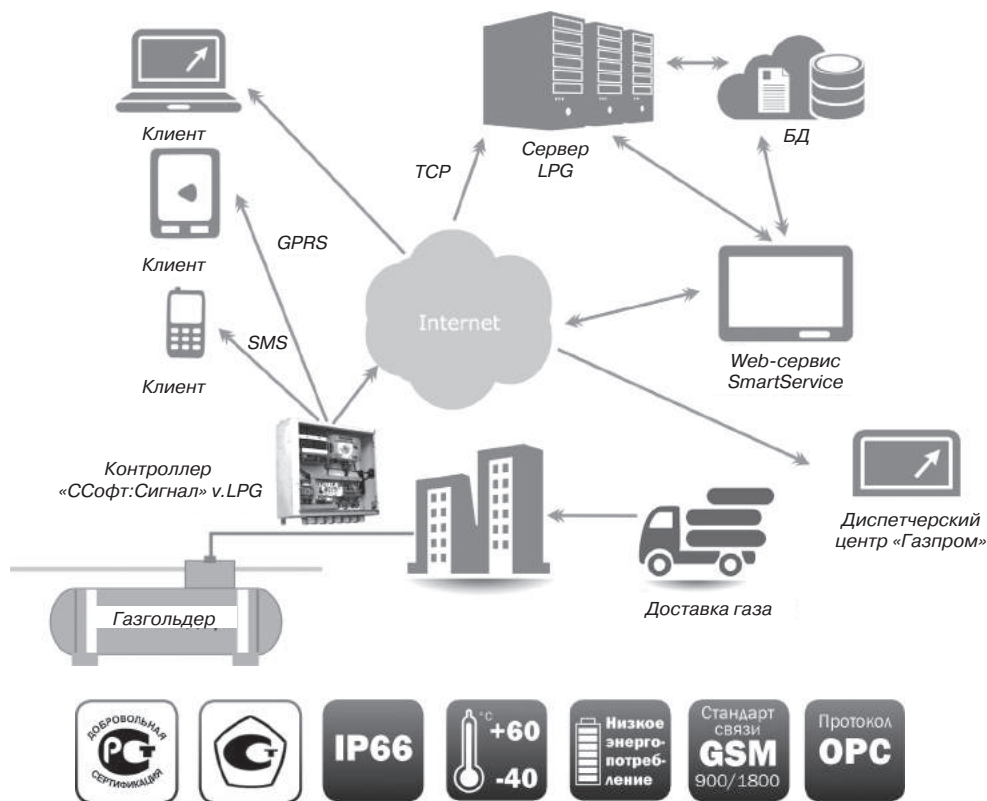 Клиент
Клиент
Клиент
TCP
GPRS
SMS
Сервер
LPG
БД
Internet
Web-сервис
SmartService
Контроллер
«ССофт:Сигнал» v.LPG
Диспетчерский
центр «Газпром»
Доставка газа
Газгольдер
ДОБРОВОЛЬНАЯ
РСТ
СЕРТИФИКАЦИЯ
IP66
°C
+60
-40
Низкое
энерго-
потреб-
ление
Стандарт
связи
GSM
900/1800
Протокол
OPC